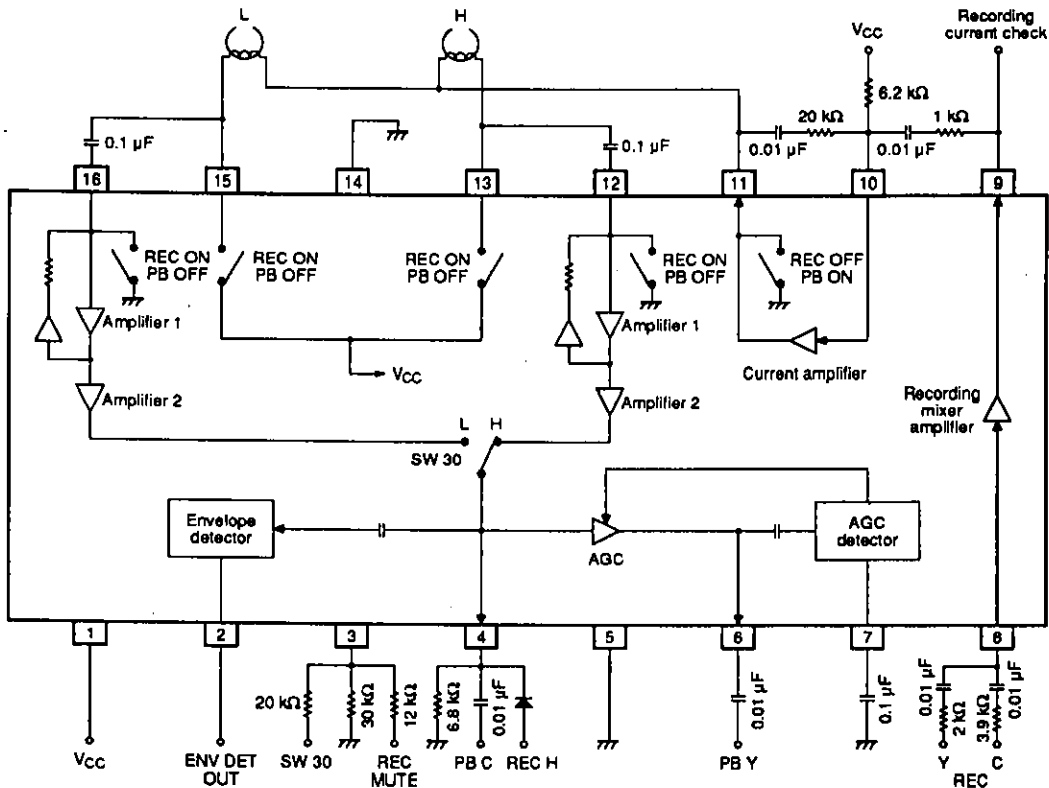 L
H
VCC
Recording
current check
6.2 kΩ
20 kΩ
1 kΩ
0.1 µF
0.1 µF
0.01 µF
0.01 µF
16
15
14
13
12
11
10
9
REC ON
PB OFF
REC ON
PB OFF
REC ON
PB OFF
REC ON
PB OFF
REC OFF
PB ON
Amplifier 1
Amplifier 1
VCC
Current amplifier
Amplifier 2
Amplifier 2
Recording
mixer
amplifier
L
H
SW 30
Envelope
detector
AGC
AGC
detector
1
2
3
4
5
6
7
8
20 kΩ
30 kΩ
12 kΩ
6.8 kΩ
0.01 µF
0.01 µF
0.1 µF
0.01 µF
2 kΩ
3.9 kΩ
0.01 µF
VCC
ENV DET
OUT
SW 30
REC
MUTE
PB C
REC H
PB Y
Y
C
REC